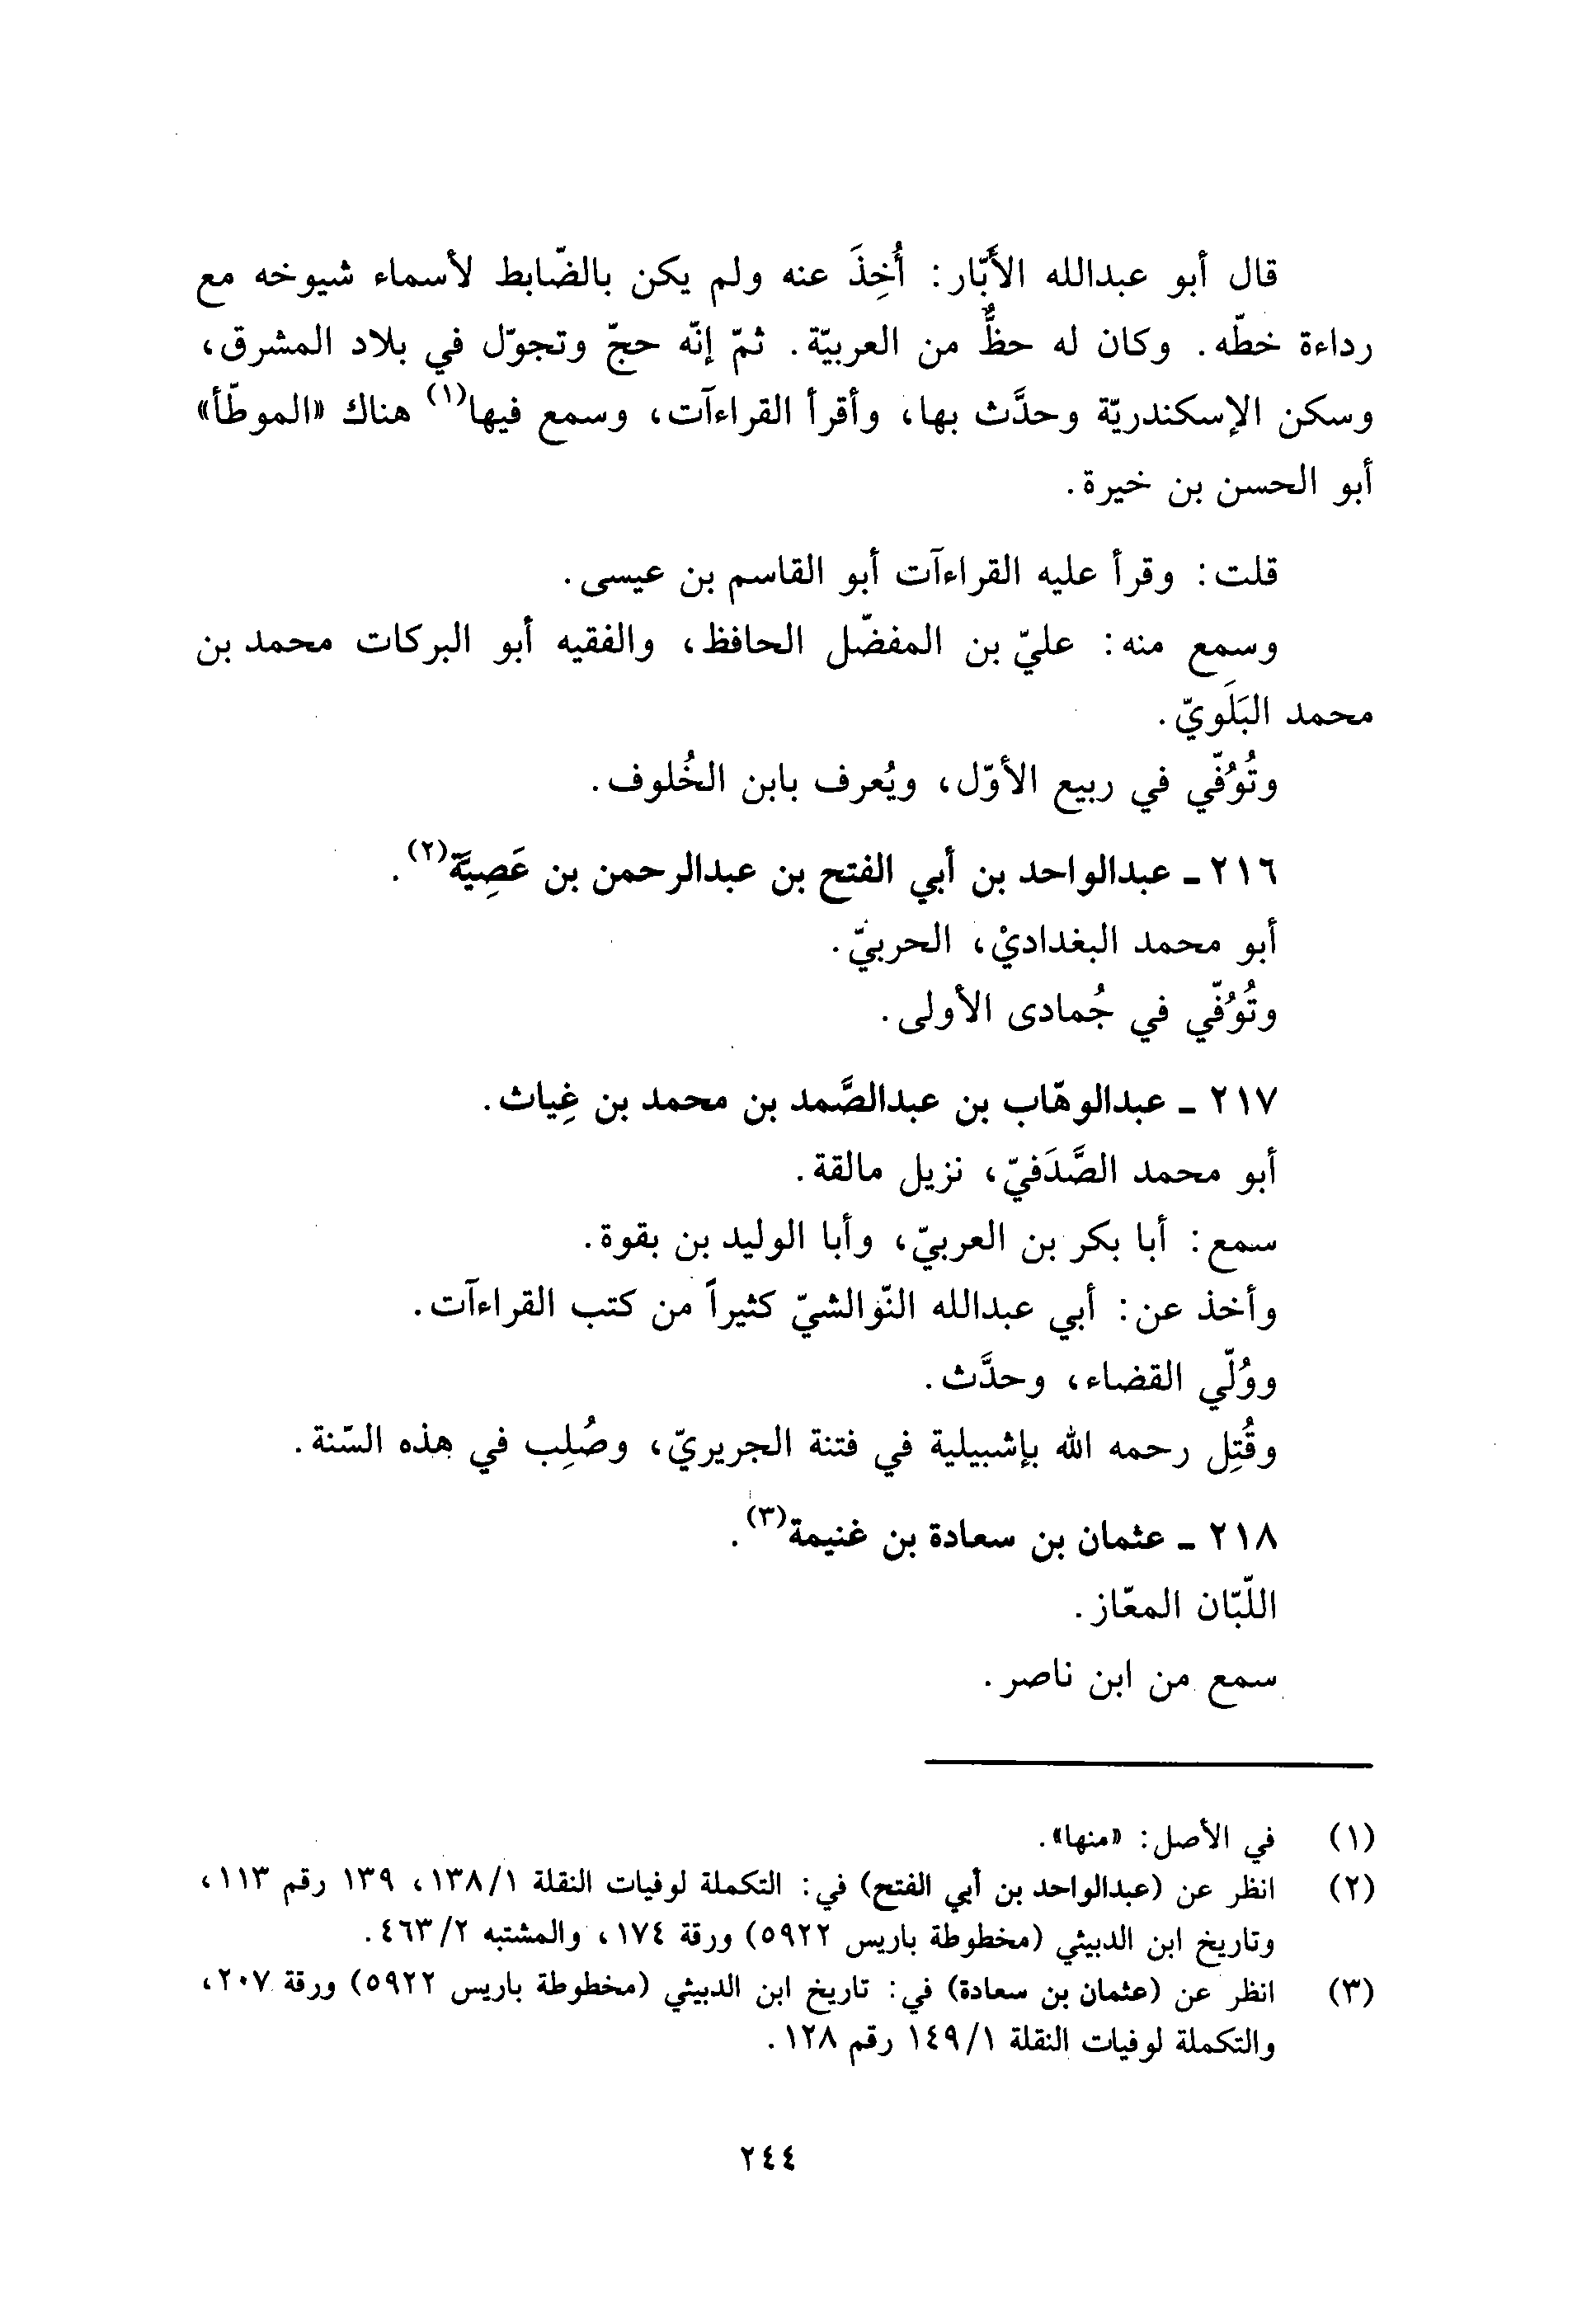 قال أبو عبدالله الأَبّار: أُخِذَ عنه ولم يكن بالضّابط لأسماء شيوخه مع
رداءة خطّه. وكان له حظٌّ من العربيّة. ثمّ إنّه حجّ وتجوّل في بلاد المشرق،
وسكن الإسكندريّة وحدَّث بها، وأقرأ القراءآت، وسمع فيها(١) هناك «الموطّأ»
أبو الحسن بن خيرة.
قلت: وقرأ عليه القراءآت أبو القاسم بن عيسى.
وسمع منه: عليّ بن المفضّل الحافظ، والفقيه أبو البركات محمد بن
محمد البَلَويّ.
وتُوُفّي في ربيع الأوّل، ويُعرف بابن الخُلوف.
٢١٦ ـ عبدالواحد بن أبي الفتح بن عبدالرحمن بن عَصِيَّة(٢).
أبو محمد البغداديْ، الحربيّ.
وتُوُفّي في جُمادى الأولى.
٢١٧ ـ عبدالوهّاب بن عبدالصَّمد بن محمد بن غِياث.
أبو محمد الصَّدَفيّ، نزيل مالقة.
سمع: أبا بكر بن العربيّ، وأبا الوليد بن بقوة.
وأخذ عن: أبي عبدالله النّوالشيّ كثيراً من كتب القراءآت.
ووُلّي القضاء، وحدَّث.
وقُتِل رحمه الله بإشبيلية في فتنة الجريريّ، وصُلِب في هذه السّنة.
٢١٨ ـ عثمان بن سعادة بن غنيمة(٣).
اللّبّان المعّاز.
سمع من ابن ناصر.
(١) في الأصل: «منها».
(٢) انظر عن (عبدالواحد بن أبي الفتح) في: التكملة لوفيات النقلة ١/١٣٨، ١٣٩ رقم ١١٣،
وتاريخ ابن الدبيثي (مخطوطة باريس ٥٩٢٢) ورقة ١٧٤، والمشتبه ٢/٤٦٣.
(٣) انظر عن (عثمان بن سعادة) في: تاريخ ابن الدبيثي (مخطوطة باريس ٥٩٢٢) ورقة ٢٠٧،
والتكملة لوفيات النقلة ١/١٤٩ رقم ١٢٨.
٢٤٤